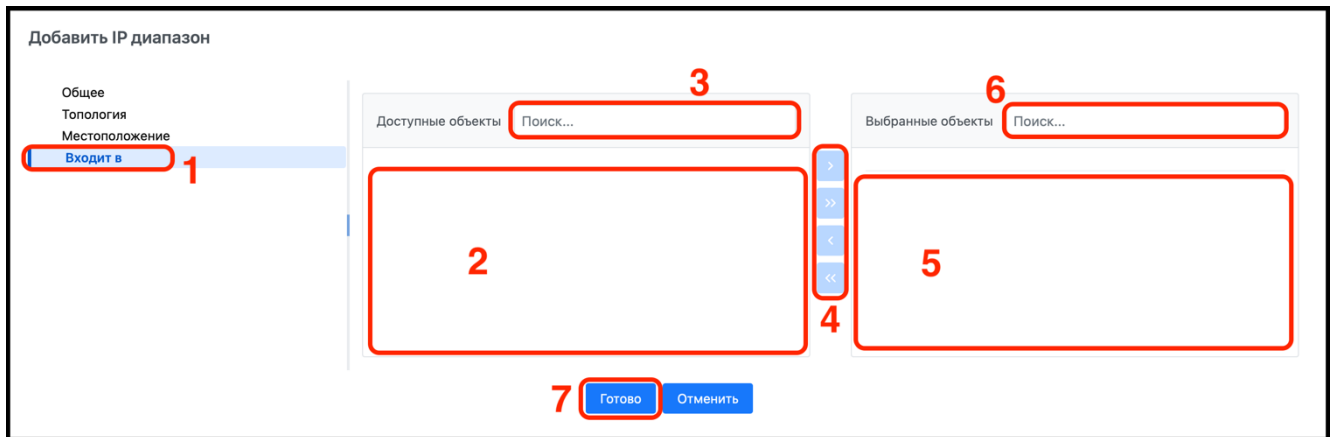 Добавить IP диапазон
Общее
Топология
Местоположение
Входит в
1
Доступные объекты
Поиск...
3
2
>
>>
<
<<
4
Выбранные объекты
Поиск...
6
5
7
Готово
Отменить